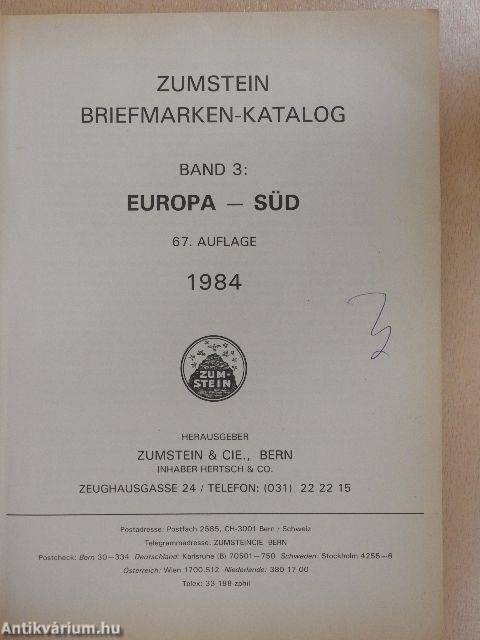 ZUMSTEIN
BRIEFMARKEN-KATALOG
BAND 3:
EUROPA — SÜD
67. AUFLAGE
1984
ZUM-
STEIN
HERAUSGEBER
ZUMSTEIN & CIE., BERN
INHABER HERTSCH & CO.
ZEUGHAUSGASSE 24 / TELEFON: (031) 22 22 15
Postadresse: Postfach 2585, CH-3001 Bern / Schweiz
Telegrammadresse: ZUMSTEINCIE BERN
Postcheck: Bern 30—334 Deutschland: Karlsruhe (B) 70501—750 Schweden: Stockholm 4255—6
Österreich: Wien 1700.512 Niederlande: 380 17 00
Telex: 33 188 zphil
Antikvárium.hu